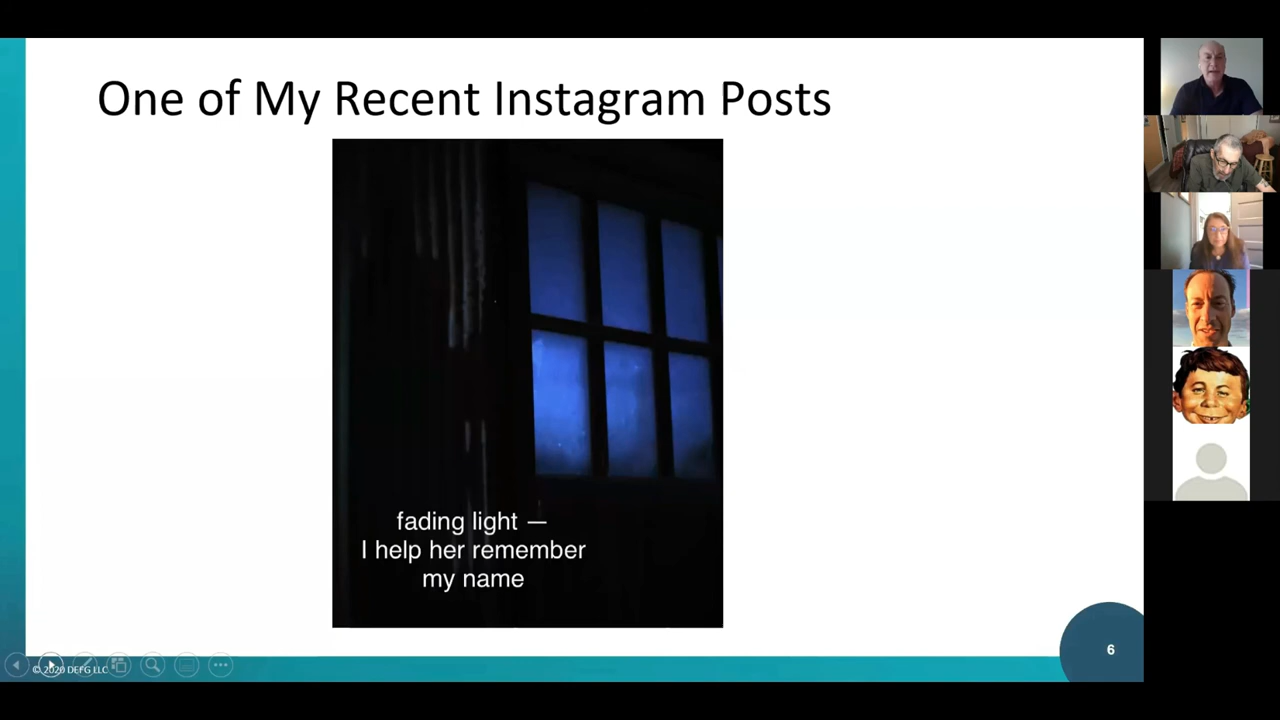 One of My Recent Instagram Posts
fading light —
I help her remember
my name
6
© 2020 DEFG LLC